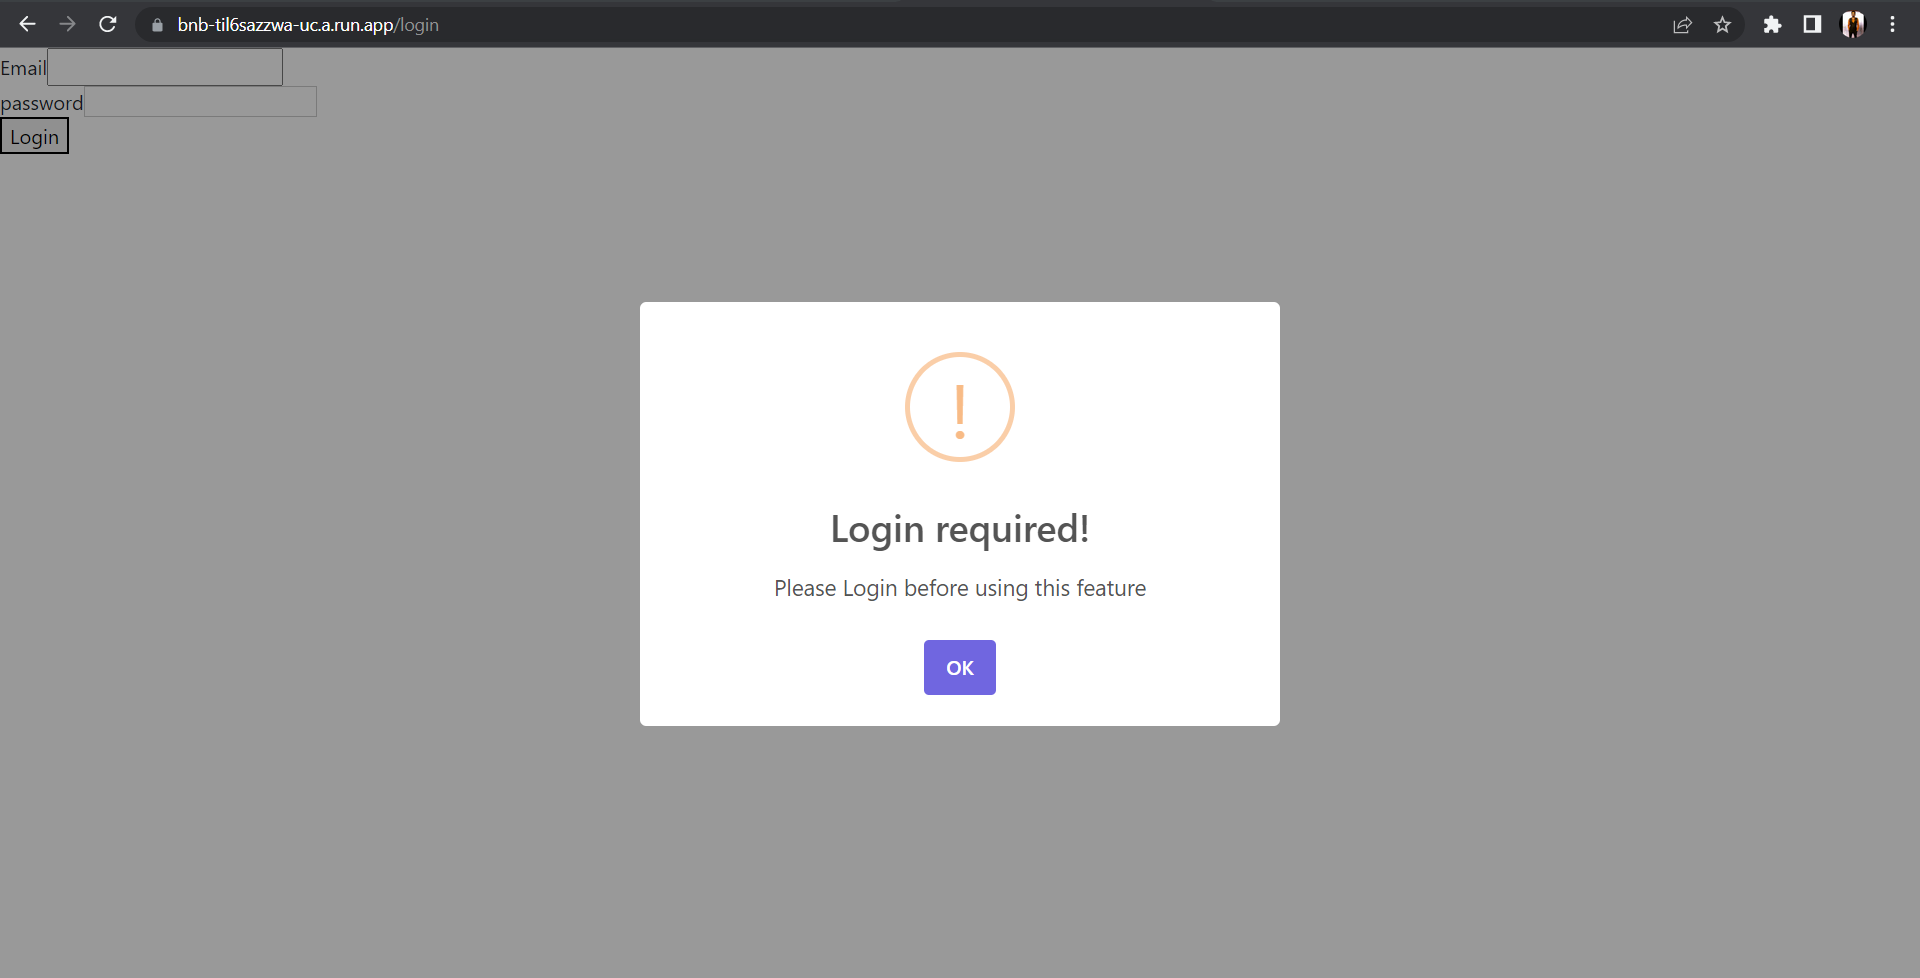 bnb-til6sazzwa-uc.a.run.app/login
Email
password
Login
!
Login required!
Please Login before using this feature
OK